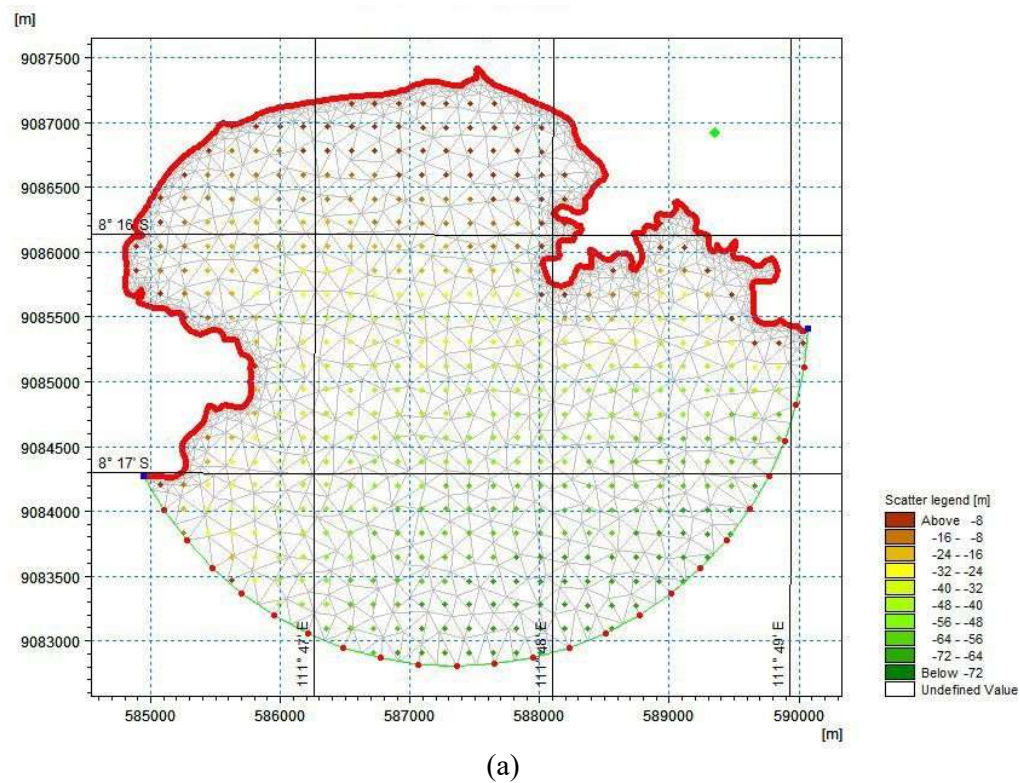 [m]
9087500
9087000
9086500
8° 16' S
9086000
9085500
9085000
9084500
8° 17' S
9084000
9083500
9083000
111° 47' E
111° 48' E
111° 49' E
585000 586000 587000 588000 589000 590000
[m]
Scatter legend [m]
Above -8
-16 - -8
-24 - -16
-32 - -24
-40 - -32
-48 - -40
-56 - -48
-64 - -56
-72 - -64
Below -72
Undefined Value
(a)